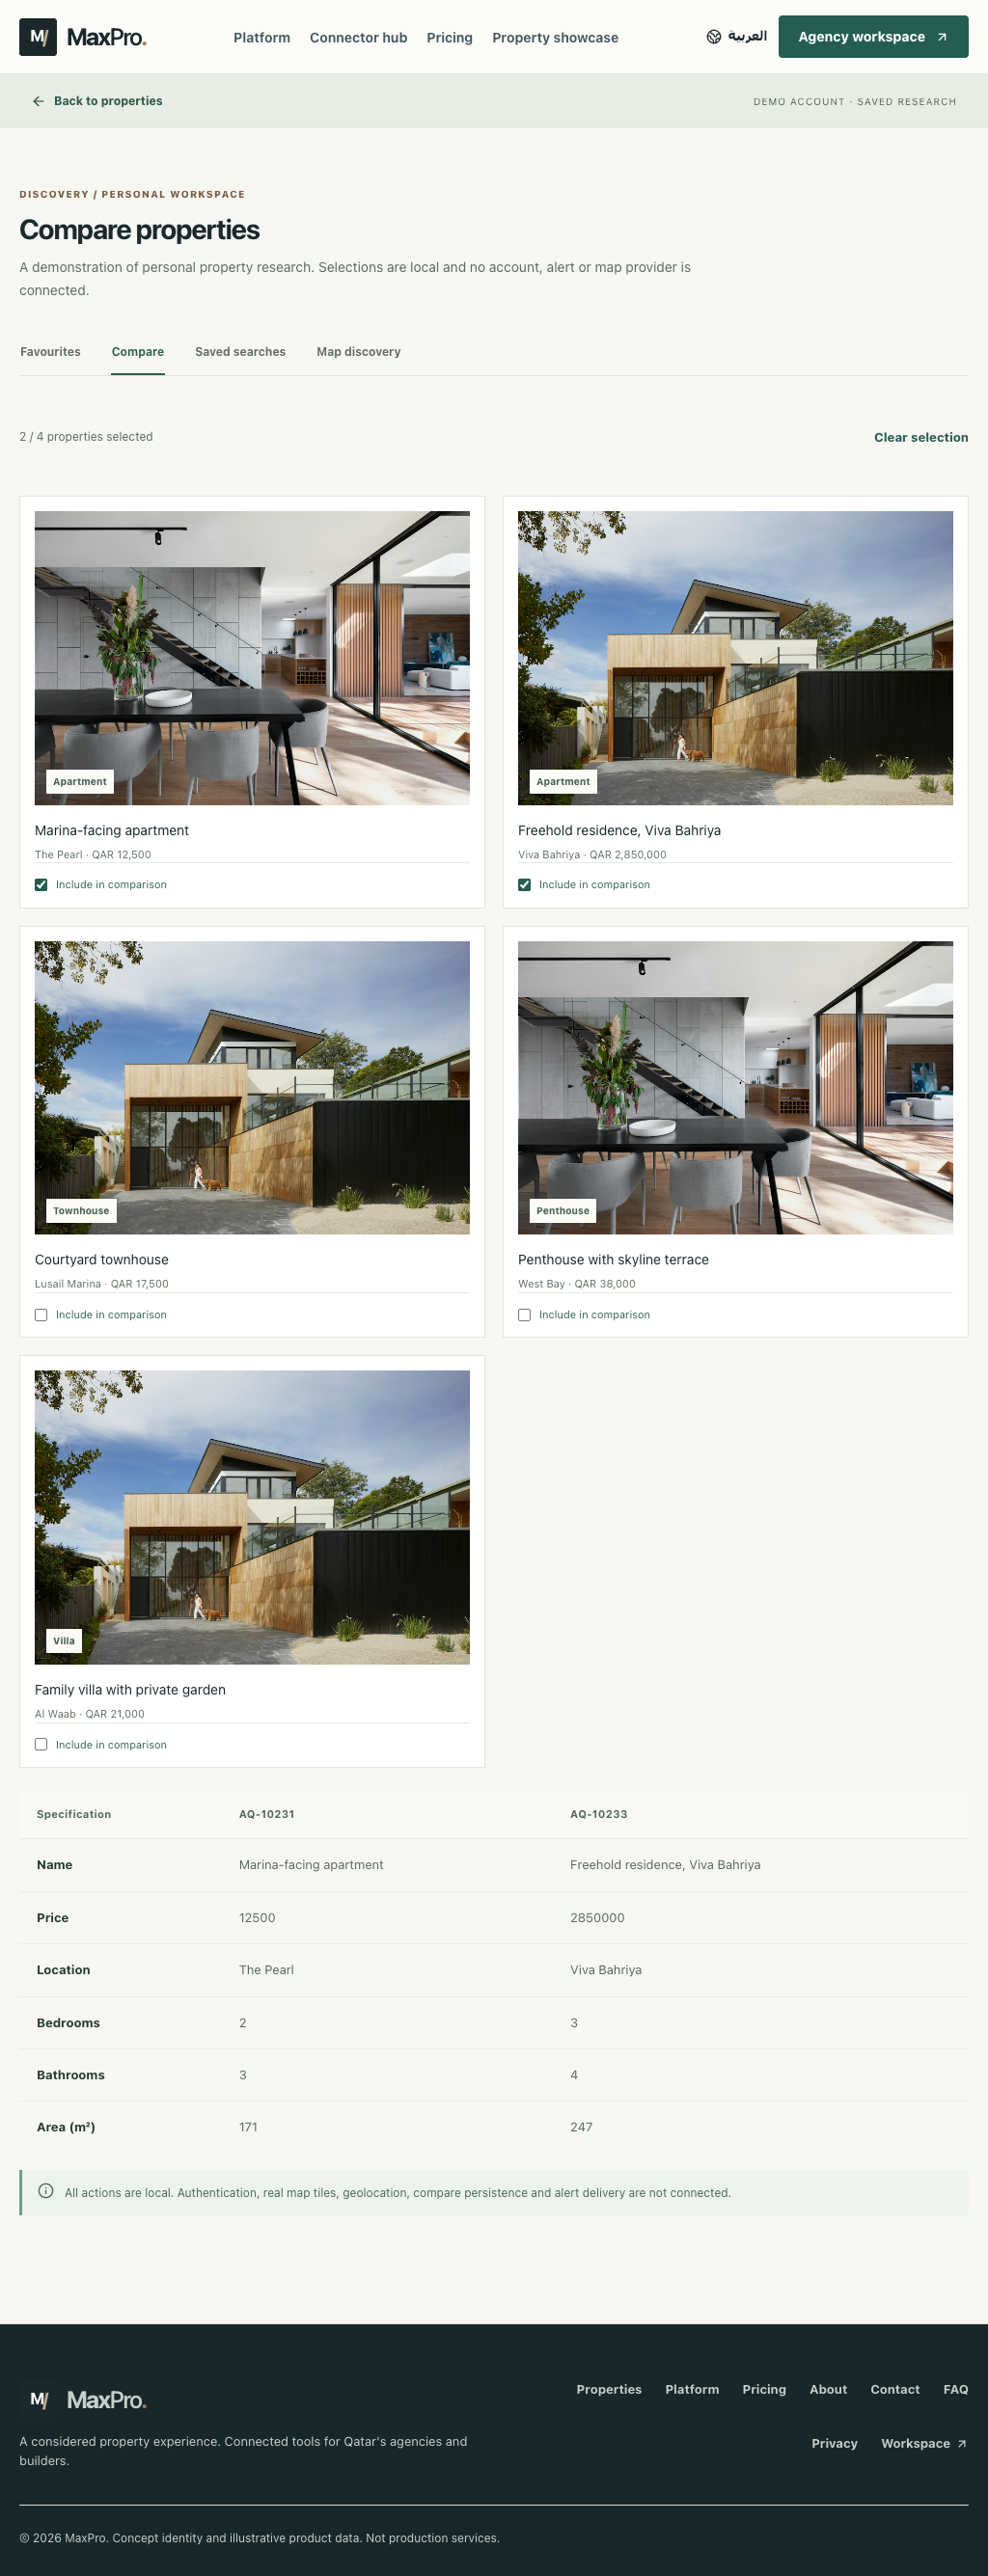 M/ MaxPro.
Platform Connector hub Pricing Property showcase
العربية
Agency workspace
Back to properties
DEMO ACCOUNT · SAVED RESEARCH
DISCOVERY / PERSONAL WORKSPACE
Compare properties
A demonstration of personal property research. Selections are local and no account, alert or map provider is
connected.
Favourites Compare Saved searches Map discovery
2 / 4 properties selected
Clear selection
Apartment
Marina-facing apartment
The Pearl · QAR 12,500
Include in comparison
Apartment
Freehold residence, Viva Bahriya
Viva Bahriya · QAR 2,850,000
Include in comparison
Townhouse
Courtyard townhouse
Lusail Marina · QAR 17,500
Include in comparison
Penthouse
Penthouse with skyline terrace
West Bay · QAR 38,000
Include in comparison
Villa
Family villa with private garden
Al Waab · QAR 21,000
Include in comparison
Specification AQ-10231 AQ-10233
Name Marina-facing apartment Freehold residence, Viva Bahriya
Price 12500 2850000
Location The Pearl Viva Bahriya
Bedrooms 2 3
Bathrooms 3 4
Area (m²) 171 247
All actions are local. Authentication, real map tiles, geolocation, compare persistence and alert delivery are not connected.
M/ MaxPro.
A considered property experience. Connected tools for Qatar's agencies and
builders.
Properties Platform Pricing About Contact FAQ
Privacy Workspace
© 2026 MaxPro. Concept identity and illustrative product data. Not production services.